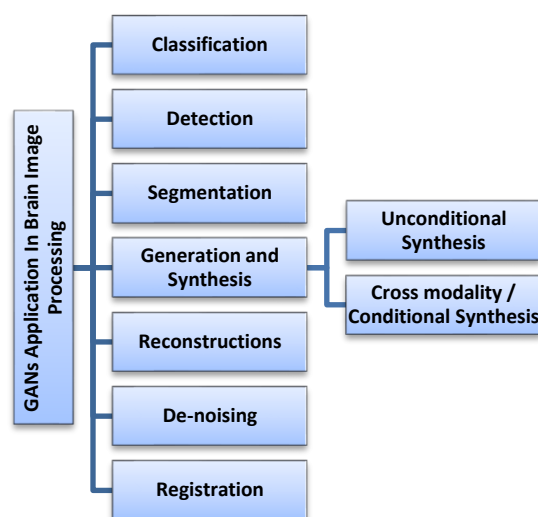 GANs Application In Brain Image
Processing
Classification
Detection
Segmentation
Generation and
Synthesis
Unconditional
Synthesis
Cross modality /
Conditional Synthesis
Reconstructions
De-noising
Registration